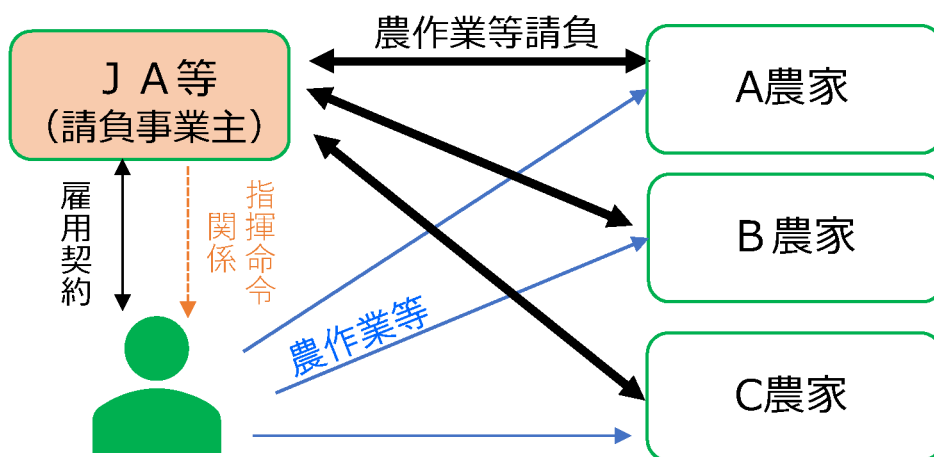 農作業等請負
ＪＡ等
（請負事業主）
A農家
雇用契約
指揮命令
関係
Ｂ農家
農作業等
C農家